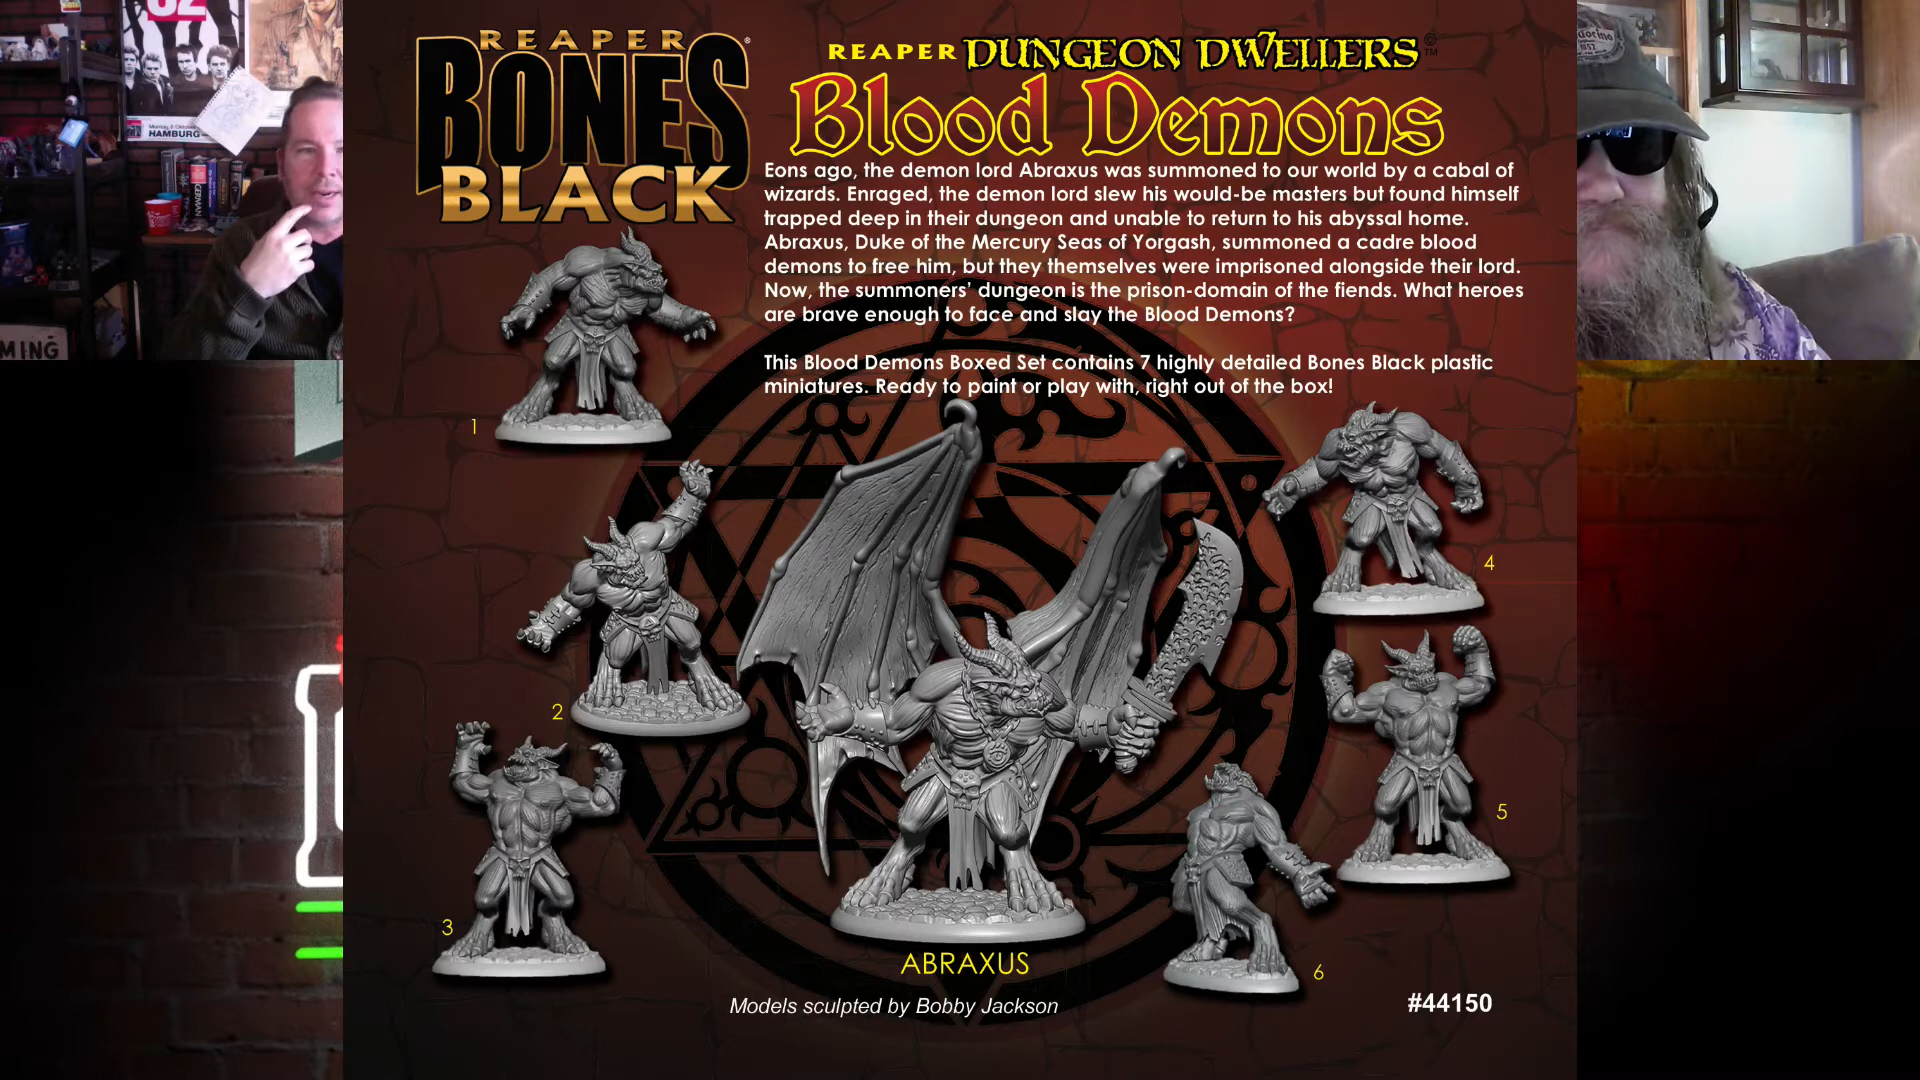 REAPER
BONES
BLACK
REAPER DUNGEON DWELLERS
Blood Demons
Eons ago, the demon lord Abraxus was summoned to our world by a cabal of
wizards. Enraged, the demon lord slew his would-be masters but found himself
trapped deep in their dungeon and unable to return to his abyssal home.
Abraxus, Duke of the Mercury Seas of Yorgash, summoned a cadre blood
demons to free him, but they themselves were imprisoned alongside their lord.
Now, the summoners' dungeon is the prison-domain of the fiends. What heroes
are brave enough to face and slay the Blood Demons?
This Blood Demons Boxed Set contains 7 highly detailed Bones Black plastic
miniatures. Ready to paint or play with, right out of the box!
1
2
3
4
5
6
ABRAXUS
Models sculpted by Bobby Jackson
#44150
HAMBURG
GERMAN
MING